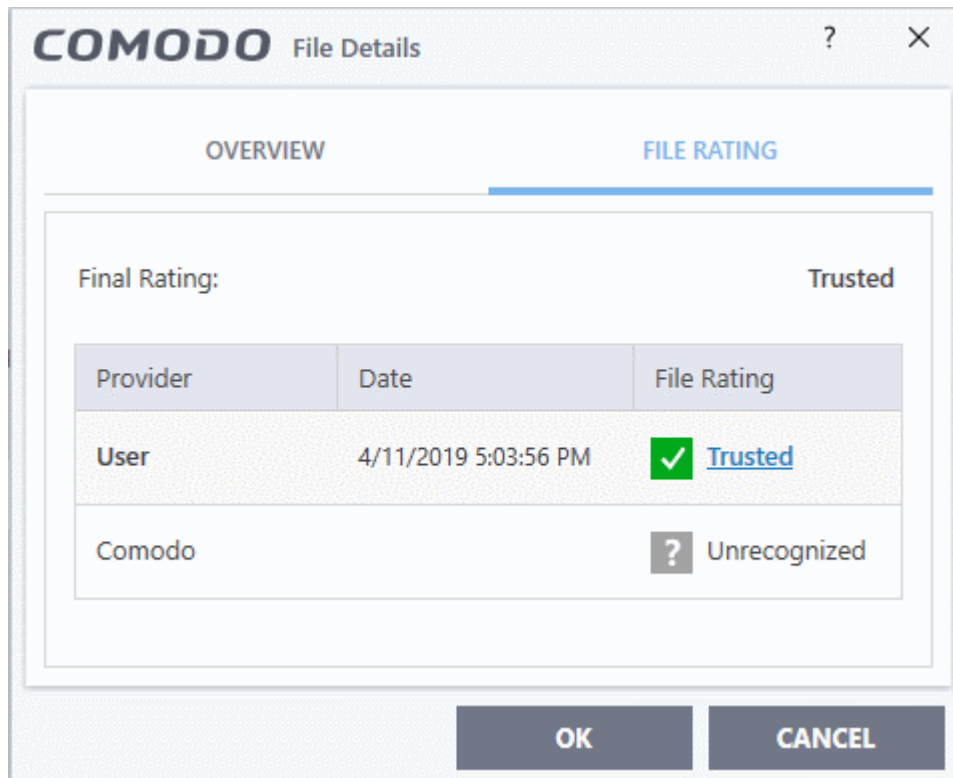 COMODO File Details ? ×
OVERVIEW FILE RATING
Final Rating: Trusted
Provider Date File Rating
User 4/11/2019 5:03:56 PM Trusted
Comodo ? Unrecognized
OK CANCEL